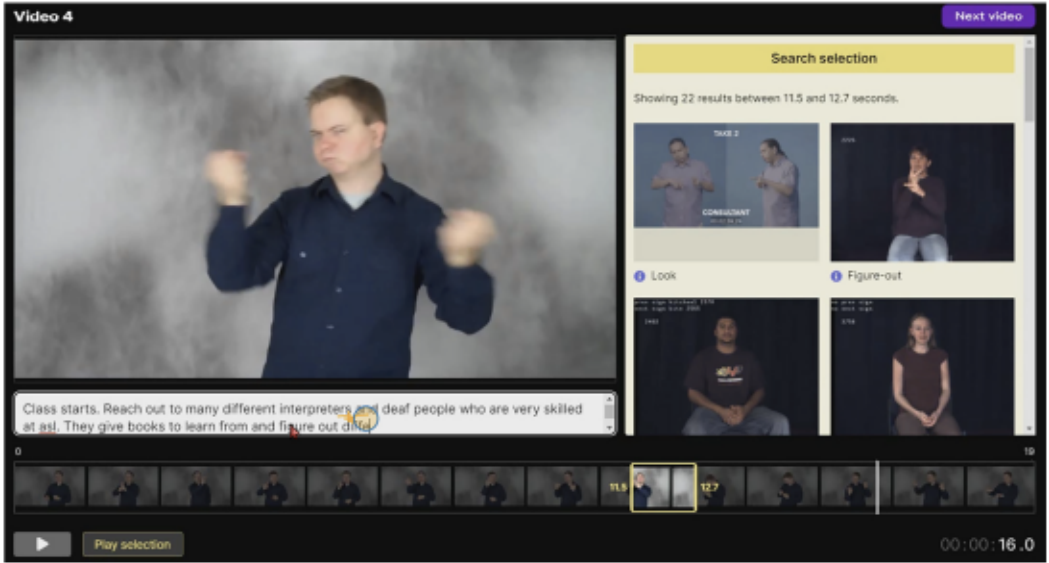 Video 4
Next video
Search selection
Showing 22 results between 11.5 and 12.7 seconds.
TAKE 2
CONSULTANT
Look
Figure-out
Class starts. Reach out to many different interpreters and deaf people who are very skilled
at asl. They give books to learn from and figure out diffe
0
19
11.5
12.7
Play selection
00:00:16.0